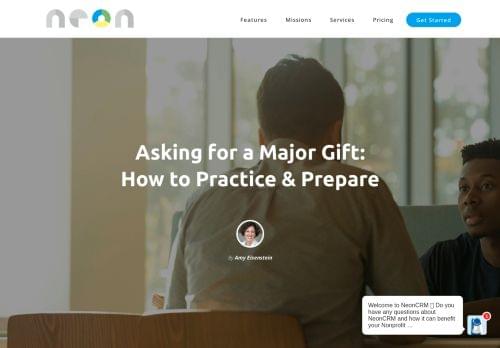 neon
Features Missions Services Pricing Get Started
Asking for a Major Gift:
How to Practice & Prepare
By Amy Eisenstein
Welcome to NeonCRM 
Do you
have any questions about
NeonCRM and how it can benefit
your Nonprofit ...
1